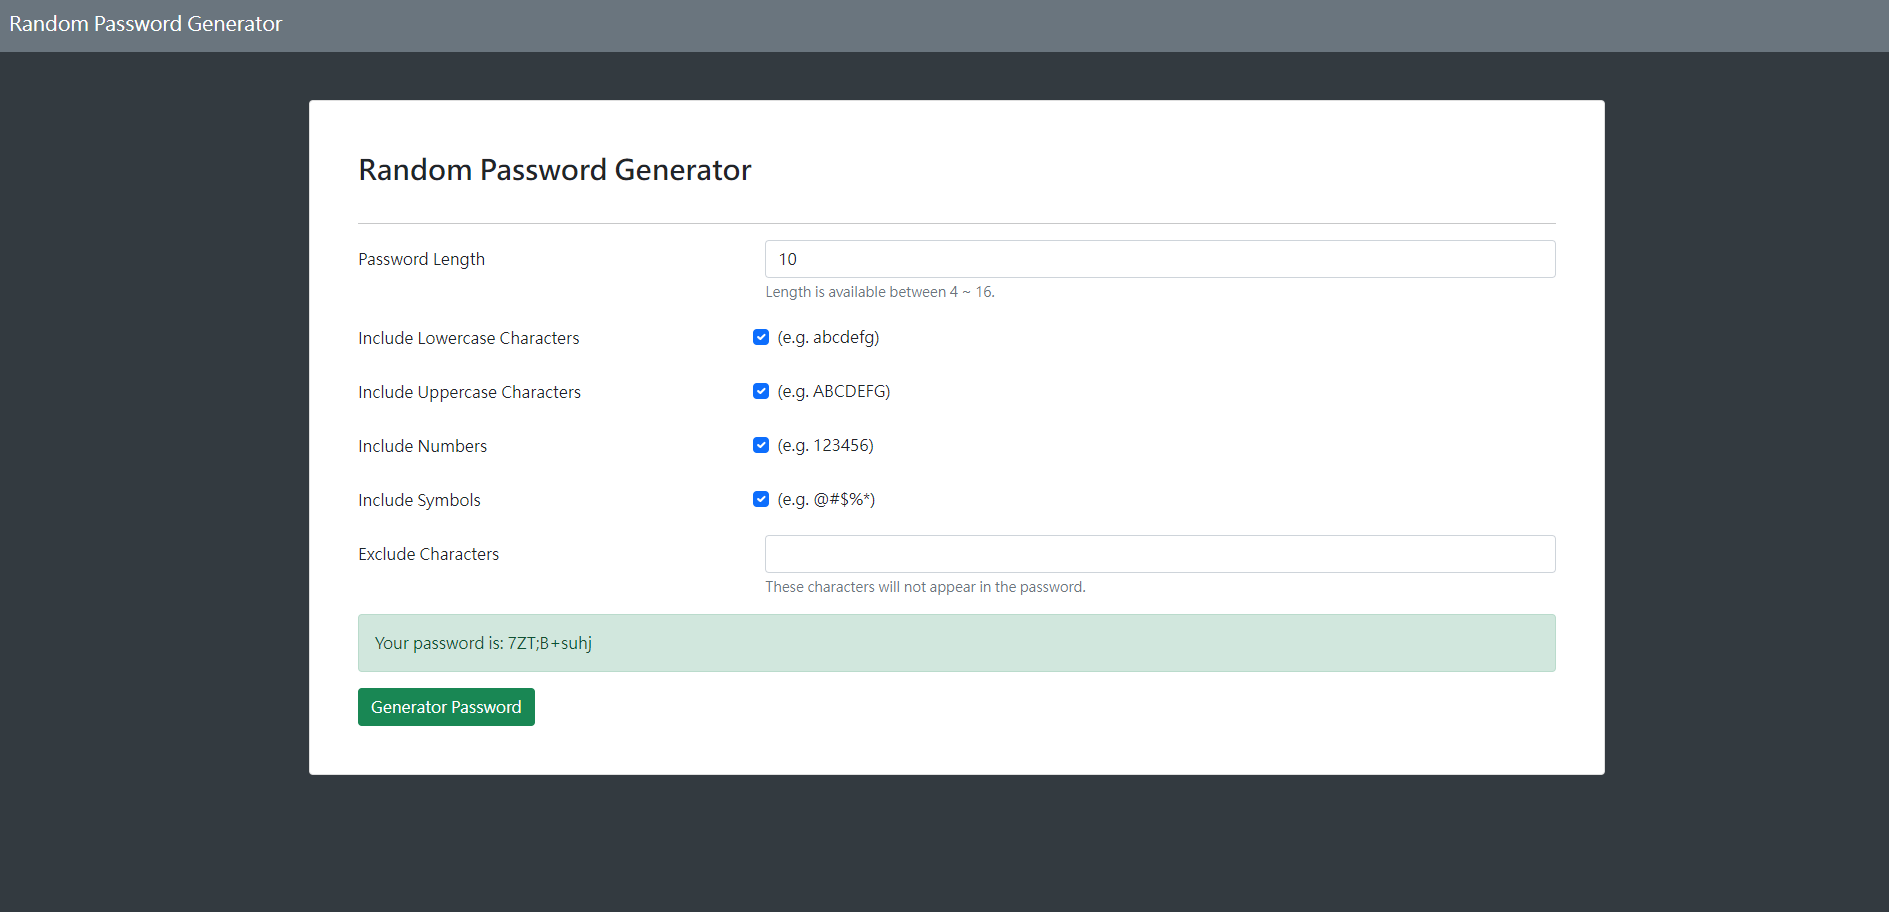 Random Password Generator
Random Password Generator
Password Length
10
Length is available between 4 ~ 16.
Include Lowercase Characters (e.g. abcdefg)
Include Uppercase Characters (e.g. ABCDEFG)
Include Numbers (e.g. 123456)
Include Symbols (e.g. @#$%*)
Exclude Characters
These characters will not appear in the password.
Your password is: 7ZT;B+suhj
Generator Password